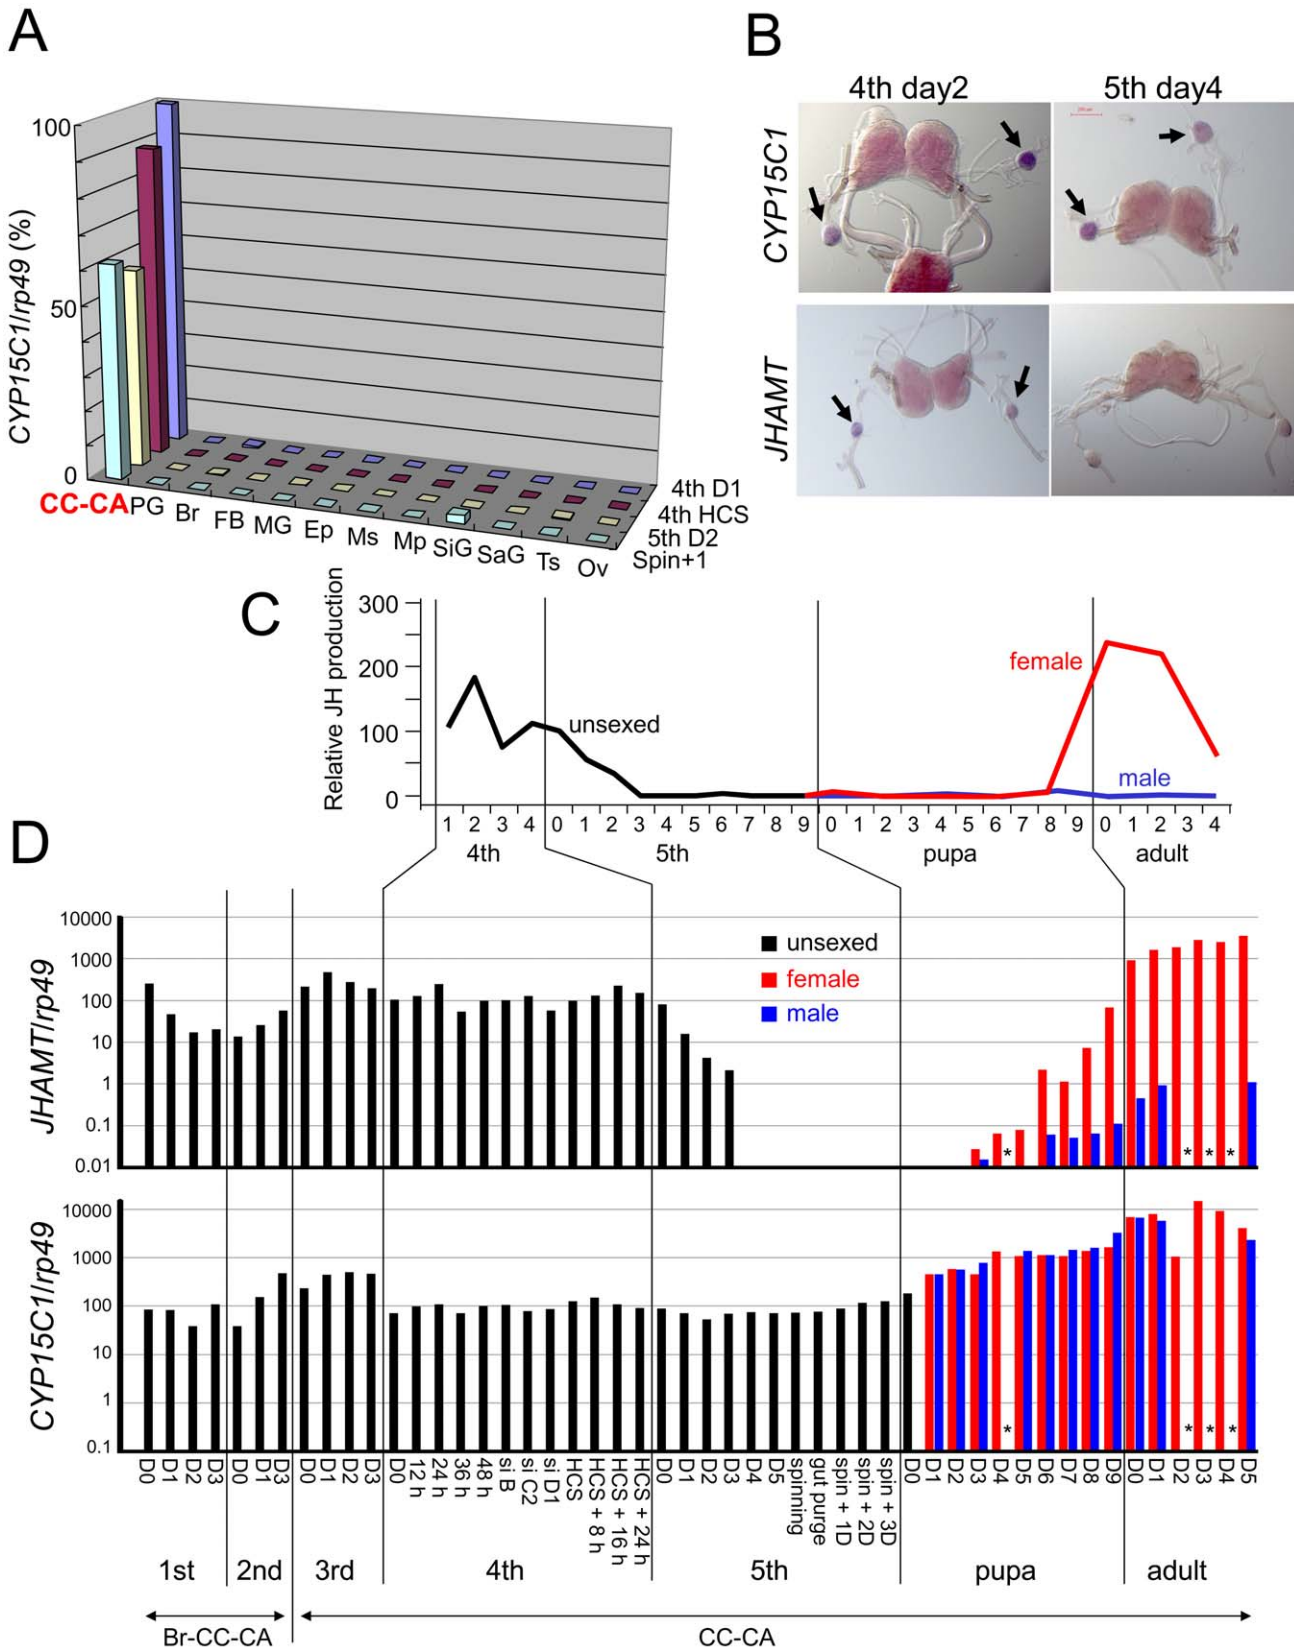 A
CYP15C1/rp49 (%)
100
50
0
CC-CA PG Br FB MG Ep Ms Mp SiG SaG Ts Ov
4th D1
4th HCS
5th D2
Spin+1
B
4th day2 5th day4
CYP15C1
JHAMT
C
Relative JH production
300
200
100
0
unsexed
female
male
1 2 3 4 0 1 2 3 4 5 6 7 8 9 0 1 2 3 4 5 6 7 8 9 0 1 2 3 4
4th 5th pupa adult
D
JHAMT/rp49
10000
1000
100
10
1
0.1
0.01
unsexed
female
male
* * * *
CYP15C1/rp49
10000
1000
100
10
1
0.1
* * * *
D0 D1 D2 D3 D0 D1 D3 D0 D1 D2 D3 D0 12 h 24 h 36 h 48 h si B si C2 si D1 HCS HCS + 8 h HCS + 16 h HCS + 24 h D0 D1 D2 D3 D4 D5 spinning gut purge spin + 1D spin + 2D spin + 3D D0 D1 D2 D3 D4 D5 D6 D7 D8 D9 D0 D1 D2 D3 D4 D5
1st 2nd 3rd 4th 5th pupa adult
Br-CC-CA CC-CA